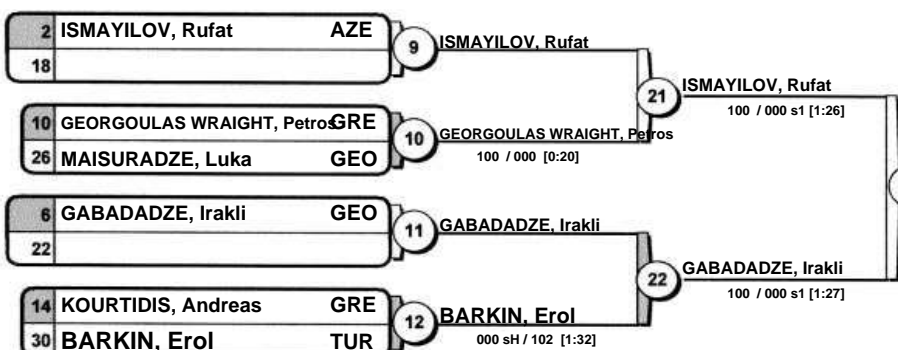 2 ISMAYILOV, Rufat AZE
18
9
ISMAYILOV, Rufat
10 GEORGOULAS WRAIGHT, Petros GRE
26 MAISURADZE, Luka GEO
10
GEORGOULAS WRAIGHT, Petros
100 / 000 [0:20]
21
ISMAYILOV, Rufat
100 / 000 s1 [1:26]
6 GABADADZE, Irakli GEO
22
11
GABADADZE, Irakli
14 KOURTIDIS, Andreas GRE
30 BARKIN, Erol TUR
12
BARKIN, Erol
000 sH / 102 [1:32]
22
GABADADZE, Irakli
100 / 000 s1 [1:27]